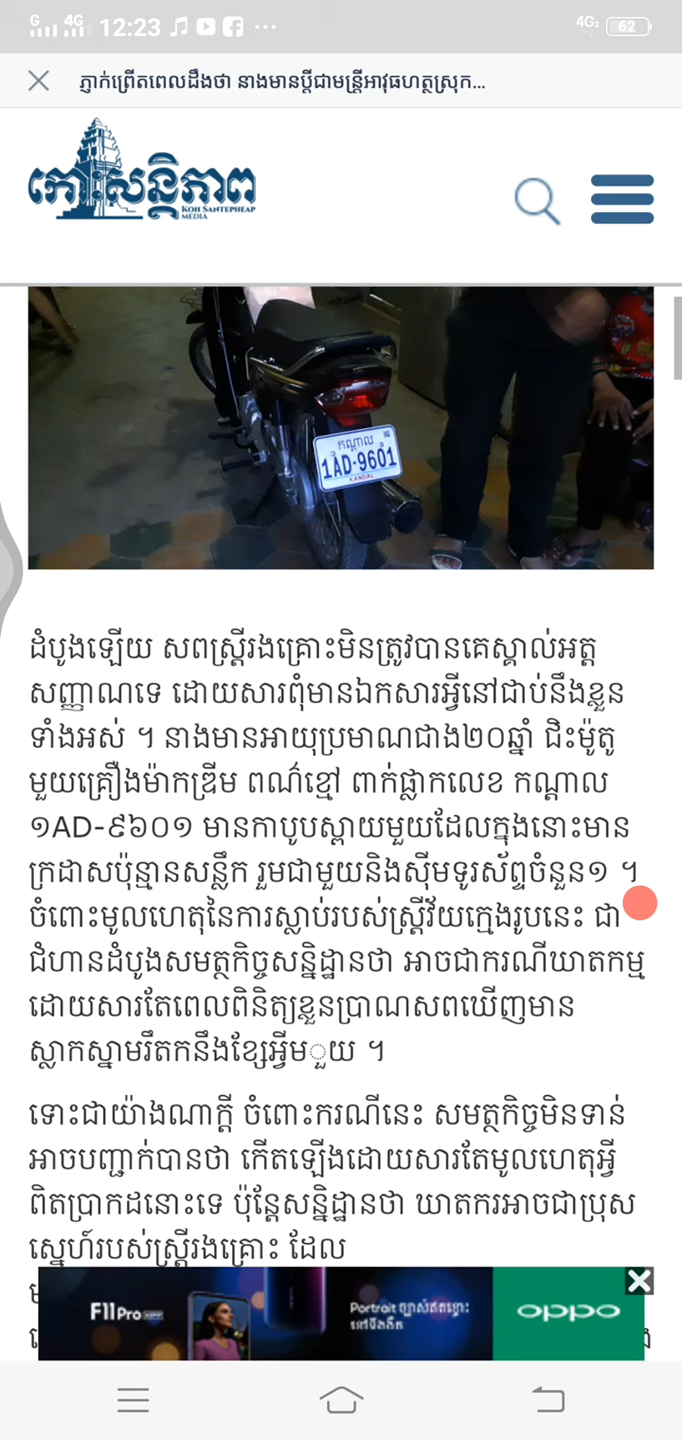 G 4G 12:23 4G₂ 62
ភ្ញាក់ព្រើតពេលដឹងថា នាងមានប្ដីជាមន្ត្រីអាវុធហត្ថស្រុក...
កោះសន្តិភាព
KOH SANTEPHEAP
MEDIA
កណ្ដាល
1AD-9601
KANDAL
ដំបូងឡើយ សពស្ត្រីរងគ្រោះមិនត្រូវបានគេស្គាល់អត្ត
សញ្ញាណទេ ដោយសារពុំមានឯកសារអ្វីនៅជាប់នឹងខ្លួន
ទាំងអស់ ។ នាងមានអាយុប្រមាណជាង២០ឆ្នាំ ជិះម៉ូតូ
មួយគ្រឿងម៉ាកឌ្រីម ពណ៌ខ្មៅ ពាក់ផ្លាកលេខ កណ្ដាល
១AD-៩៦០១ មានកាបូបស្ពាយមួយដែលក្នុងនោះមាន
ក្រដាសប៉ុន្មានសន្លឹក រួមជាមួយនិងស៊ីមទូរស័ព្ទចំនួន១ ។
ចំពោះមូលហេតុនៃការស្លាប់របស់ស្ត្រីវ័យក្មេងរូបនេះ ជា
ជំហានដំបូងសមត្ថកិច្ចសន្និដ្ឋានថា អាចជាករណីឃាតកម្ម
ដោយសារតែពេលពិនិត្យខ្លួនប្រាណសពឃើញមាន
ស្លាកស្នាមរឹតកនឹងខ្សែអ្វីម​ួយ ។
ទោះជាយ៉ាងណាក្ដី ចំពោះករណីនេះ សមត្ថកិច្ចមិនទាន់
អាចបញ្ជាក់បានថា កើតឡើងដោយសារតែមូលហេតុអ្វី
ពិតប្រាកដនោះទេ ប៉ុន្តែសន្និដ្ឋានថា ឃាតករអាចជាប្រុស
ស្នេហ៍របស់ស្ត្រីរងគ្រោះ ដែល
F11 Pro
Portrait ច្បាស់ឥតខ្ចោះ
នៅទីងងឹត
oppo